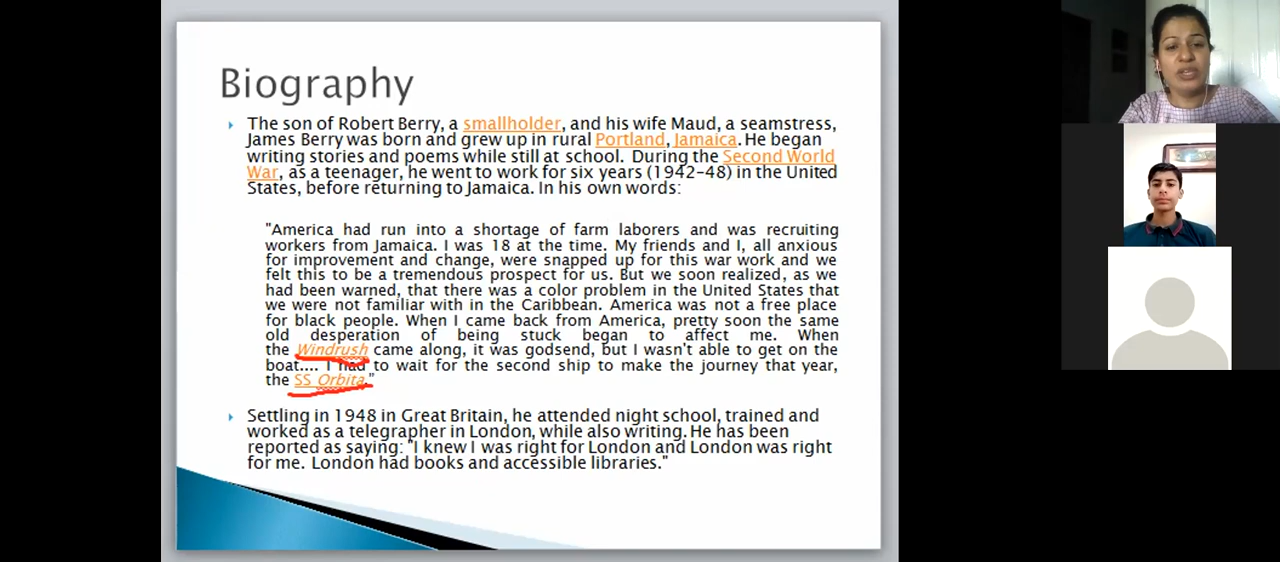 Biography
The son of Robert Berry, a smallholder, and his wife Maud, a seamstress,
James Berry was born and grew up in rural Portland, Jamaica. He began
writing stories and poems while still at school. During the Second World
War, as a teenager, he went to work for six years (1942–48) in the United
States, before returning to Jamaica. In his own words:
"America had run into a shortage of farm laborers and was recruiting
workers from Jamaica. I was 18 at the time. My friends and I, all anxious
for improvement and change, were snapped up for this war work and we
felt this to be a tremendous prospect for us. But we soon realized, as we
had been warned, that there was a color problem in the United States that
we were not familiar with in the Caribbean. America was not a free place
for black people. When I came back from America, pretty soon the same
old desperation of being stuck began to affect me. When
the Windrush came along, it was godsend, but I wasn't able to get on the
boat.... I had to wait for the second ship to make the journey that year,
the SS Orbita."
Settling in 1948 in Great Britain, he attended night school, trained and
worked as a telegrapher in London, while also writing. He has been
reported as saying: "I knew I was right for London and London was right
for me. London had books and accessible libraries."